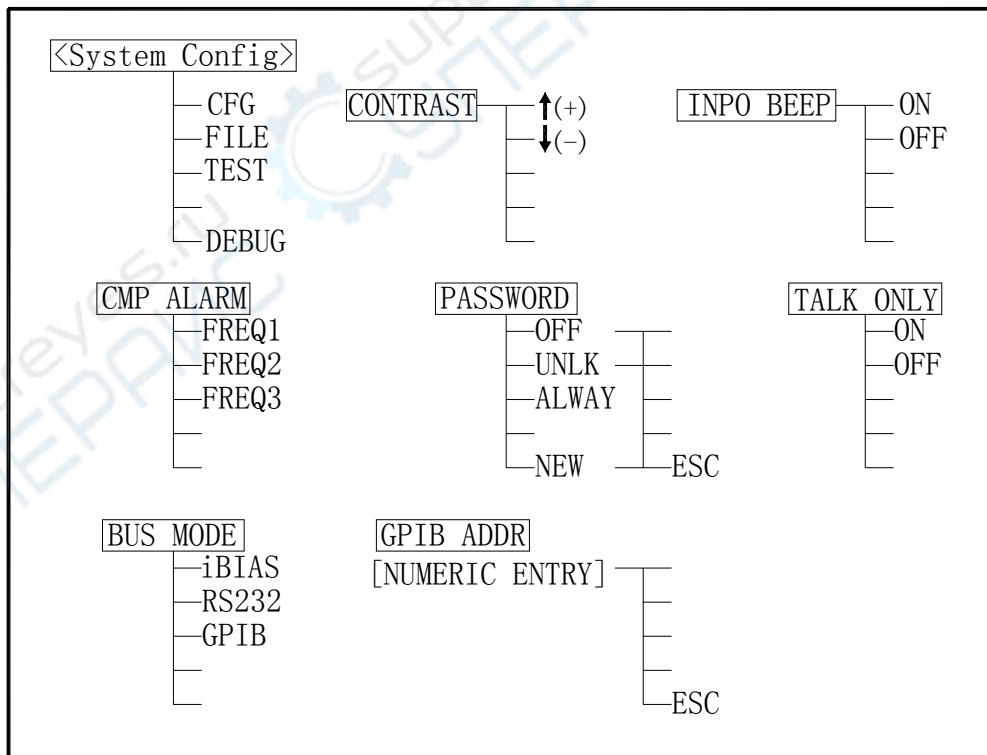 <System Config>
CFG
FILE
TEST
DEBUG
CONTRAST
↑(+)
↓(−)
INPO BEEP
ON
OFF
CMP ALARM
FREQ1
FREQ2
FREQ3
PASSWORD
OFF
UNLK
ALWAY
NEW
ESC
TALK ONLY
ON
OFF
BUS MODE
iBIAS
RS232
GPIB
GPIB ADDR
[NUMERIC ENTRY]
ESC